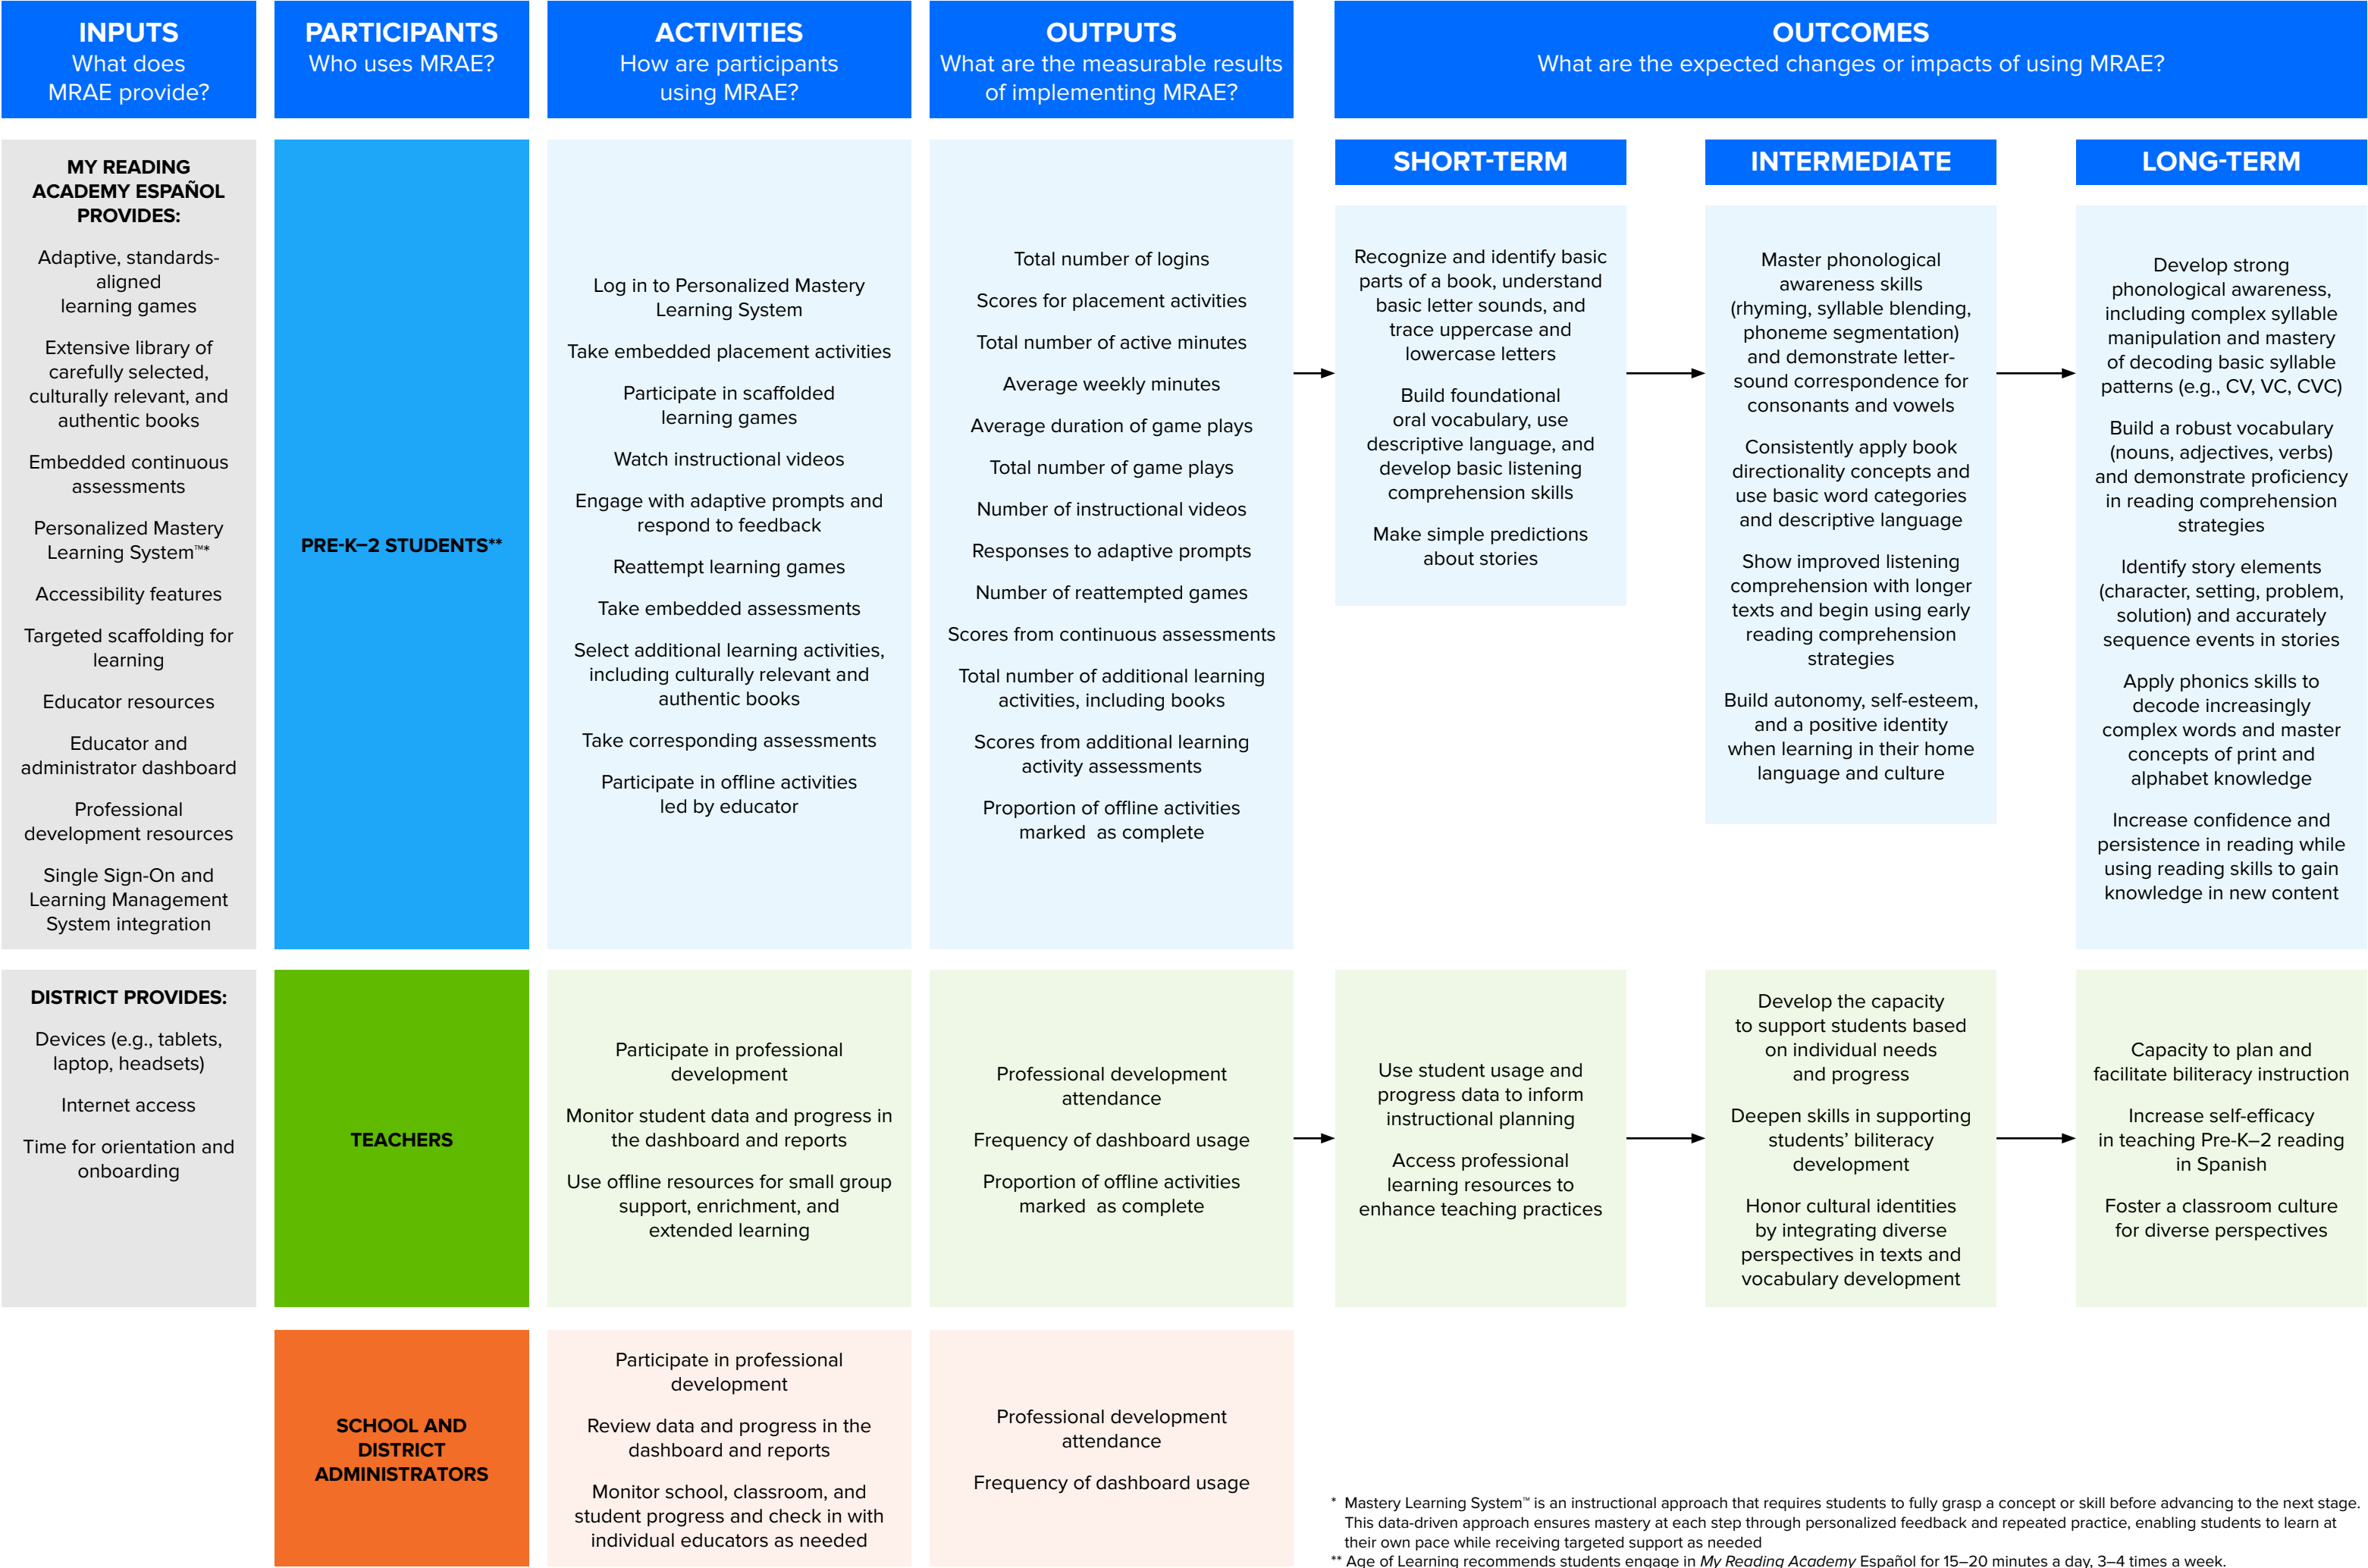 INPUTS
What does
MRAE provide?
PARTICIPANTS
Who uses MRAE?
ACTIVITIES
How are participants
using MRAE?
OUTPUTS
What are the measurable results
of implementing MRAE?
OUTCOMES
What are the expected changes or impacts of using MRAE?
MY READING
ACADEMY ESPAÑOL
PROVIDES:
Adaptive, standards-
aligned
learning games
Extensive library of
carefully selected,
culturally relevant, and
authentic books
Embedded continuous
assessments
Personalized Mastery
Learning System™*
Accessibility features
Targeted scaffolding for
learning
Educator resources
Educator and
administrator dashboard
Professional
development resources
Single Sign-On and
Learning Management
System integration
PRE-K–2 STUDENTS**
Log in to Personalized Mastery
Learning System
Take embedded placement activities
Participate in scaffolded
learning games
Watch instructional videos
Engage with adaptive prompts and
respond to feedback
Reattempt learning games
Take embedded assessments
Select additional learning activities,
including culturally relevant and
authentic books
Take corresponding assessments
Participate in offline activities
led by educator
Total number of logins
Scores for placement activities
Total number of active minutes
Average weekly minutes
Average duration of game plays
Total number of game plays
Number of instructional videos
Responses to adaptive prompts
Number of reattempted games
Scores from continuous assessments
Total number of additional learning
activities, including books
Scores from additional learning
activity assessments
Proportion of offline activities
marked as complete
SHORT-TERM
Recognize and identify basic
parts of a book, understand
basic letter sounds, and
trace uppercase and
lowercase letters
Build foundational
oral vocabulary, use
descriptive language, and
develop basic listening
comprehension skills
Make simple predictions
about stories
INTERMEDIATE
Master phonological
awareness skills
(rhyming, syllable blending,
phoneme segmentation)
and demonstrate letter-
sound correspondence for
consonants and vowels
Consistently apply book
directionality concepts and
use basic word categories
and descriptive language
Show improved listening
comprehension with longer
texts and begin using early
reading comprehension
strategies
Build autonomy, self-esteem,
and a positive identity
when learning in their home
language and culture
LONG-TERM
Develop strong
phonological awareness,
including complex syllable
manipulation and mastery
of decoding basic syllable
patterns (e.g., CV, VC, CVC)
Build a robust vocabulary
(nouns, adjectives, verbs)
and demonstrate proficiency
in reading comprehension
strategies
Identify story elements
(character, setting, problem,
solution) and accurately
sequence events in stories
Apply phonics skills to
decode increasingly
complex words and master
concepts of print and
alphabet knowledge
Increase confidence and
persistence in reading while
using reading skills to gain
knowledge in new content
DISTRICT PROVIDES:
Devices (e.g., tablets,
laptop, headsets)
Internet access
Time for orientation and
onboarding
TEACHERS
Participate in professional
development
Monitor student data and progress in
the dashboard and reports
Use offline resources for small group
support, enrichment, and
extended learning
Professional development
attendance
Frequency of dashboard usage
Proportion of offline activities
marked as complete
Use student usage and
progress data to inform
instructional planning
Access professional
learning resources to
enhance teaching practices
Develop the capacity
to support students based
on individual needs
and progress
Deepen skills in supporting
students’ biliteracy
development
Honor cultural identities
by integrating diverse
perspectives in texts and
vocabulary development
Capacity to plan and
facilitate biliteracy instruction
Increase self-efficacy
in teaching Pre-K–2 reading
in Spanish
Foster a classroom culture
for diverse perspectives
SCHOOL AND
DISTRICT
ADMINISTRATORS
Participate in professional
development
Review data and progress in the
dashboard and reports
Monitor school, classroom, and
student progress and check in with
individual educators as needed
Professional development
attendance
Frequency of dashboard usage
* Mastery Learning System™ is an instructional approach that requires students to fully grasp a concept or skill before advancing to the next stage.
This data-driven approach ensures mastery at each step through personalized feedback and repeated practice, enabling students to learn at
their own pace while receiving targeted support as needed
** Age of Learning recommends students engage in My Reading Academy Español for 15–20 minutes a day, 3–4 times a week.